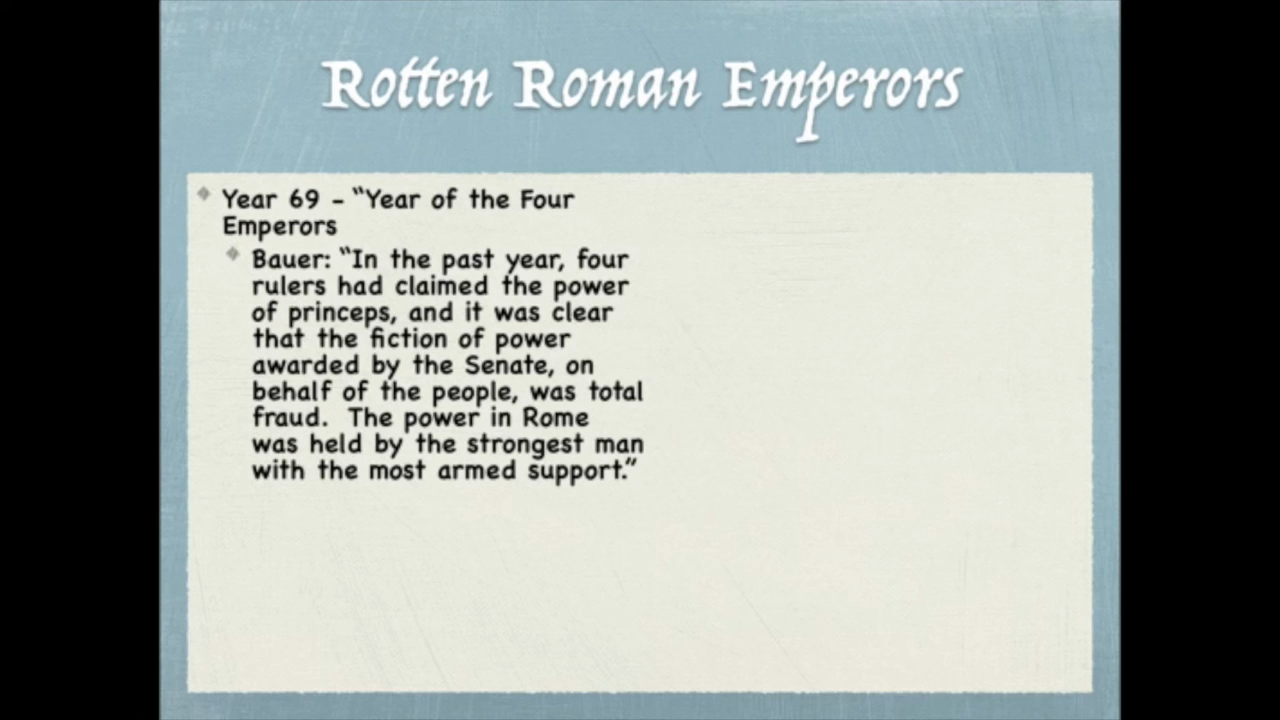 Rotten Roman Emperors
Year 69 – “Year of the Four
Emperors
Bauer: “In the past year, four
rulers had claimed the power
of princeps, and it was clear
that the fiction of power
awarded by the Senate, on
behalf of the people, was total
fraud.  The power in Rome
was held by the strongest man
with the most armed support.”